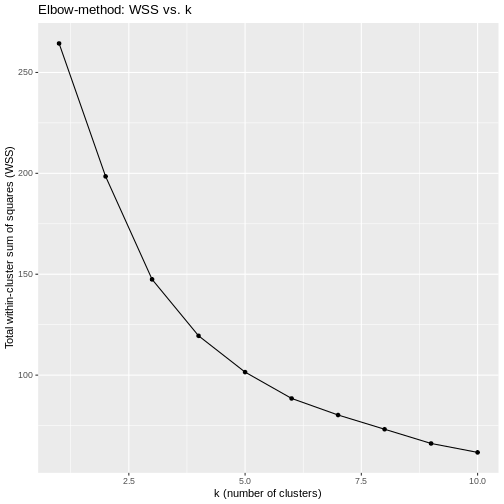 Elbow-method: WSS vs. k
Total within-cluster sum of squares (WSS)
250
200
150
100
2.5 5.0 7.5 10.0
k (number of clusters)